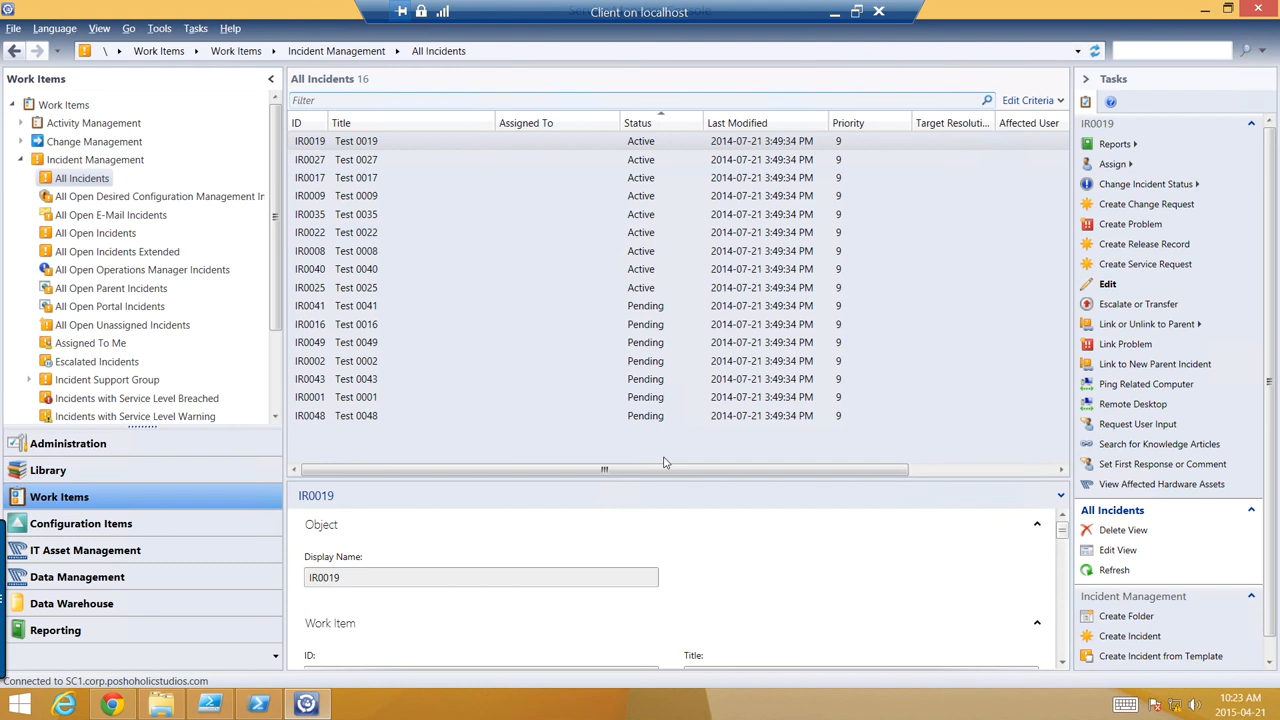 Client on localhost
File Language View Go Tools Tasks Help
\ Work Items Work Items Incident Management All Incidents
Work Items
Work Items
Activity Management
Change Management
Incident Management
All Incidents
All Open Desired Configuration Management Ir
All Open E-Mail Incidents
All Open Incidents
All Open Incidents Extended
All Open Operations Manager Incidents
All Open Parent Incidents
All Open Portal Incidents
All Open Unassigned Incidents
Assigned To Me
Escalated Incidents
Incident Support Group
Incidents with Service Level Breached
Incidents with Service Level Warning
Administration
Library
Work Items
Configuration Items
IT Asset Management
Data Management
Data Warehouse
Reporting
All Incidents 16
Filter Edit Criteria
ID Title Assigned To Status Last Modified Priority Target Resoluti... Affected User
IR0019 Test 0019 Active 2014-07-21 3:49:34 PM 9
IR0027 Test 0027 Active 2014-07-21 3:49:34 PM 9
IR0017 Test 0017 Active 2014-07-21 3:49:34 PM 9
IR0009 Test 0009 Active 2014-07-21 3:49:34 PM 9
IR0035 Test 0035 Active 2014-07-21 3:49:34 PM 9
IR0022 Test 0022 Active 2014-07-21 3:49:34 PM 9
IR0008 Test 0008 Active 2014-07-21 3:49:34 PM 9
IR0040 Test 0040 Active 2014-07-21 3:49:34 PM 9
IR0025 Test 0025 Active 2014-07-21 3:49:34 PM 9
IR0041 Test 0041 Pending 2014-07-21 3:49:34 PM 9
IR0016 Test 0016 Pending 2014-07-21 3:49:34 PM 9
IR0049 Test 0049 Pending 2014-07-21 3:49:34 PM 9
IR0002 Test 0002 Pending 2014-07-21 3:49:34 PM 9
IR0043 Test 0043 Pending 2014-07-21 3:49:34 PM 9
IR0001 Test 0001 Pending 2014-07-21 3:49:34 PM 9
IR0048 Test 0048 Pending 2014-07-21 3:49:34 PM 9
IR0019
Object
Display Name:
IR0019
Work Item
ID: Title:
Tasks
IR0019
Reports
Assign
Change Incident Status
Create Change Request
Create Problem
Create Release Record
Create Service Request
Edit
Escalate or Transfer
Link or Unlink to Parent
Link Problem
Link to New Parent Incident
Ping Related Computer
Remote Desktop
Request User Input
Search for Knowledge Articles
Set First Response or Comment
View Affected Hardware Assets
All Incidents
Delete View
Edit View
Refresh
Incident Management
Create Folder
Create Incident
Create Incident from Template
Connected to SC1.corp.poshoholicstudios.com
10:23 AM
2015-04-21